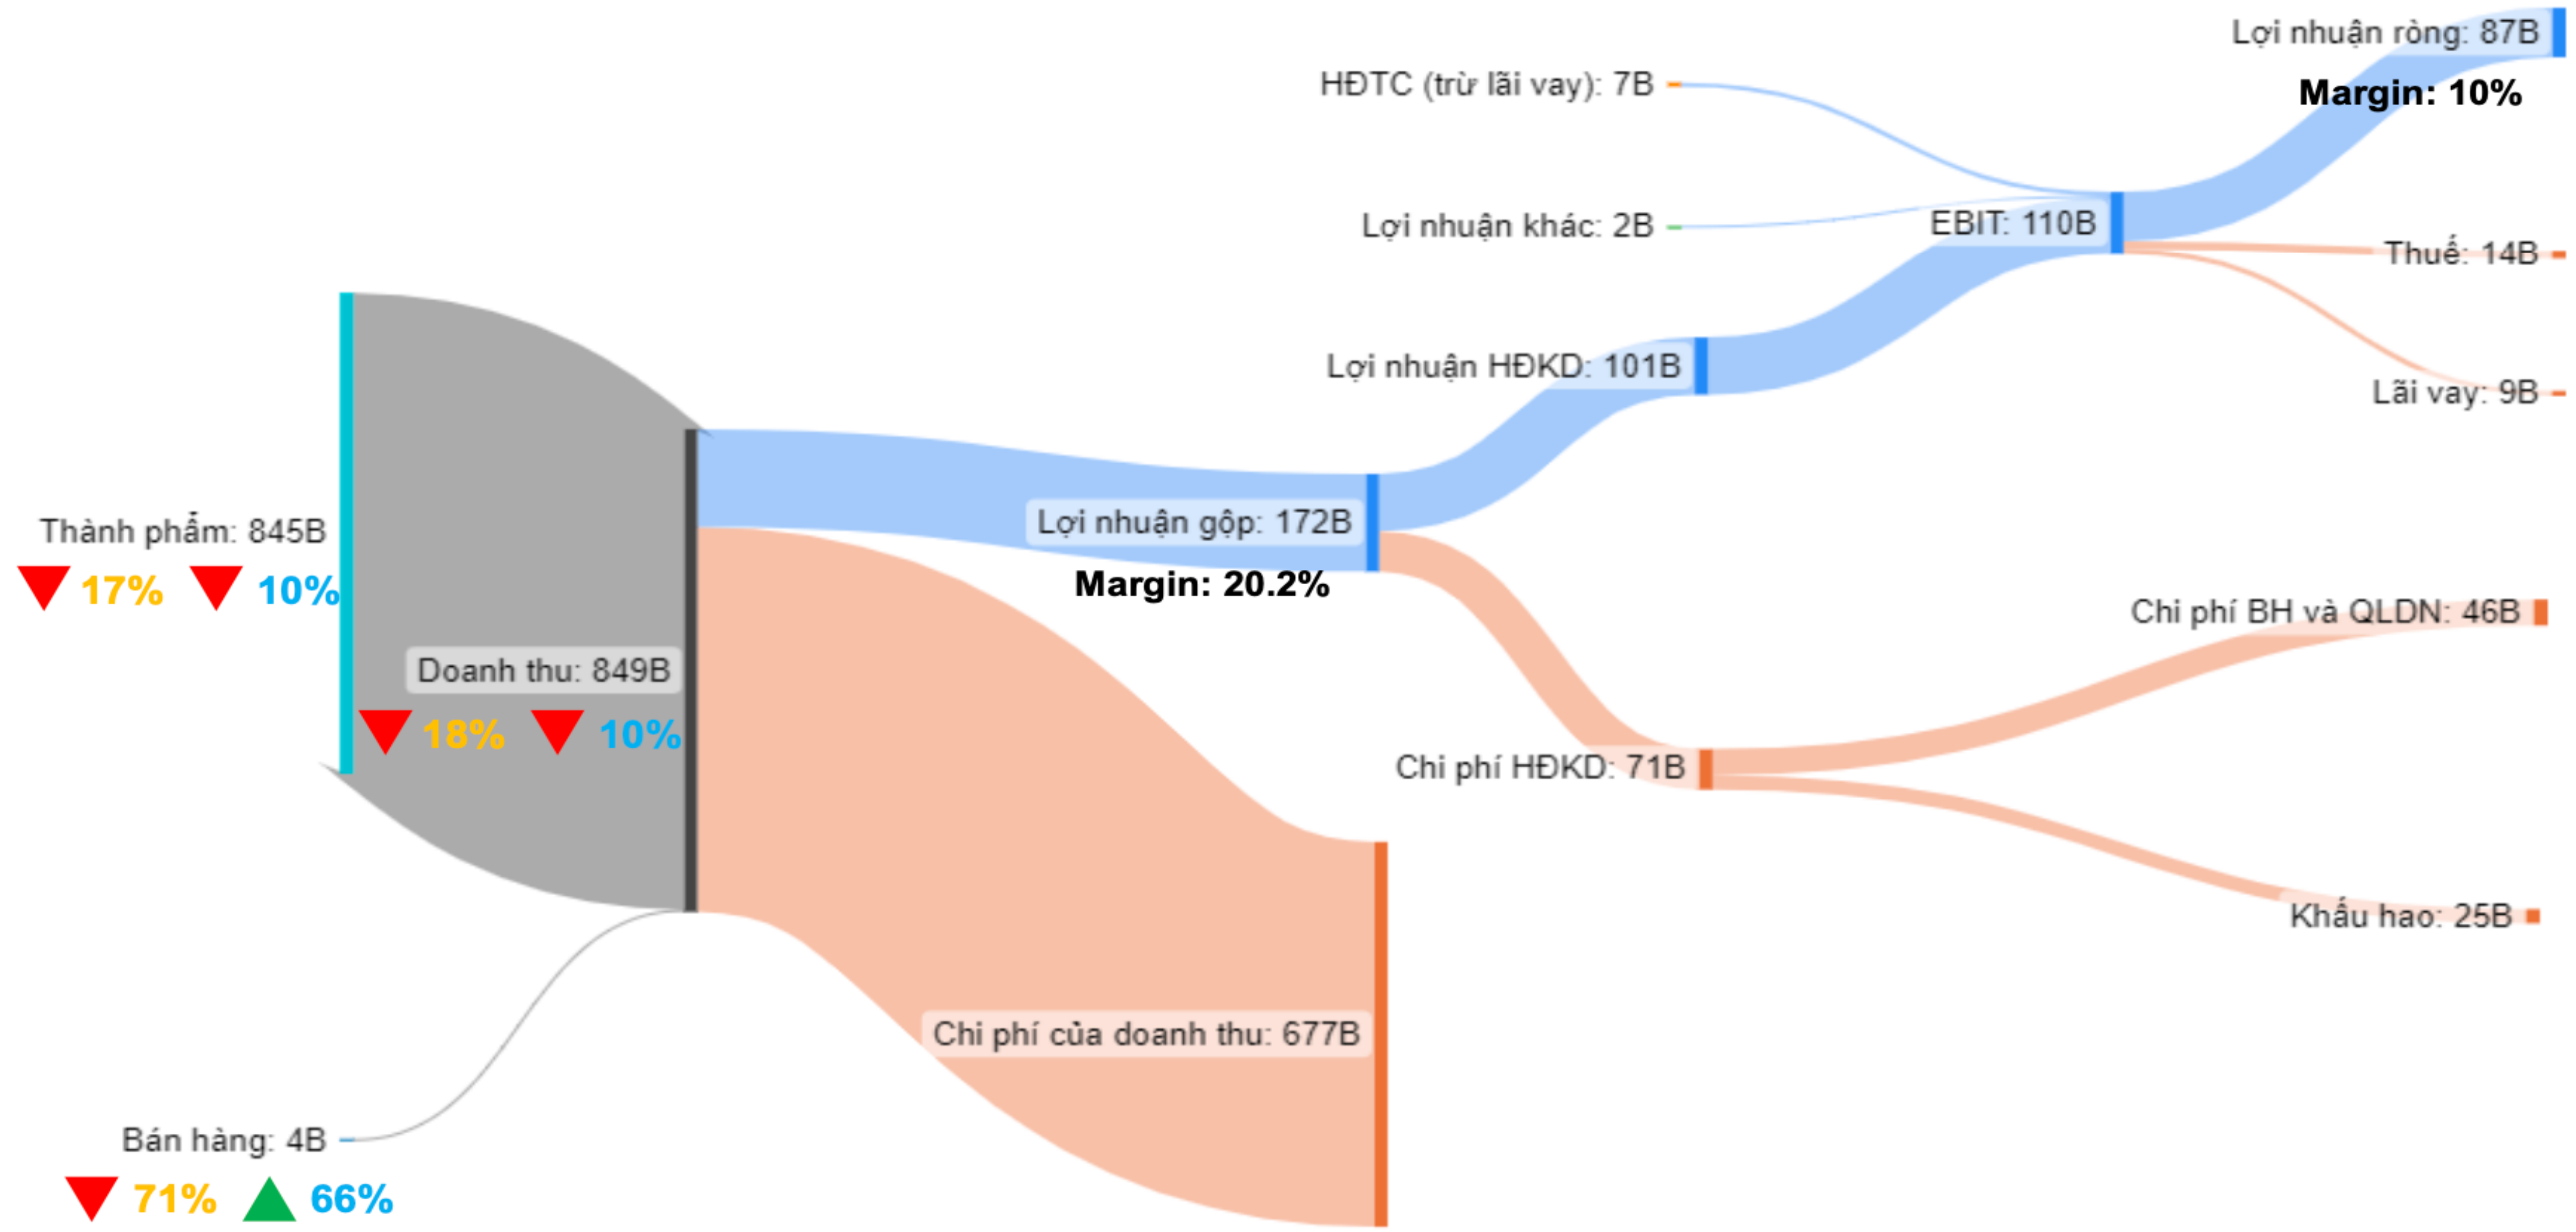 Lợi nhuận ròng: 87B
Margin: 10%
HĐTC (trừ lãi vay): 7B
Lợi nhuận khác: 2B
EBIT: 110B
Thuế: 14B
Lợi nhuận HĐKD: 101B
Lãi vay: 9B
Thành phẩm: 845B
17% 10%
Lợi nhuận gộp: 172B
Margin: 20.2%
Doanh thu: 849B
18% 10%
Chi phí BH và QLDN: 46B
Chi phí HĐKD: 71B
Khấu hao: 25B
Chi phí của doanh thu: 677B
Bán hàng: 4B
71% 66%